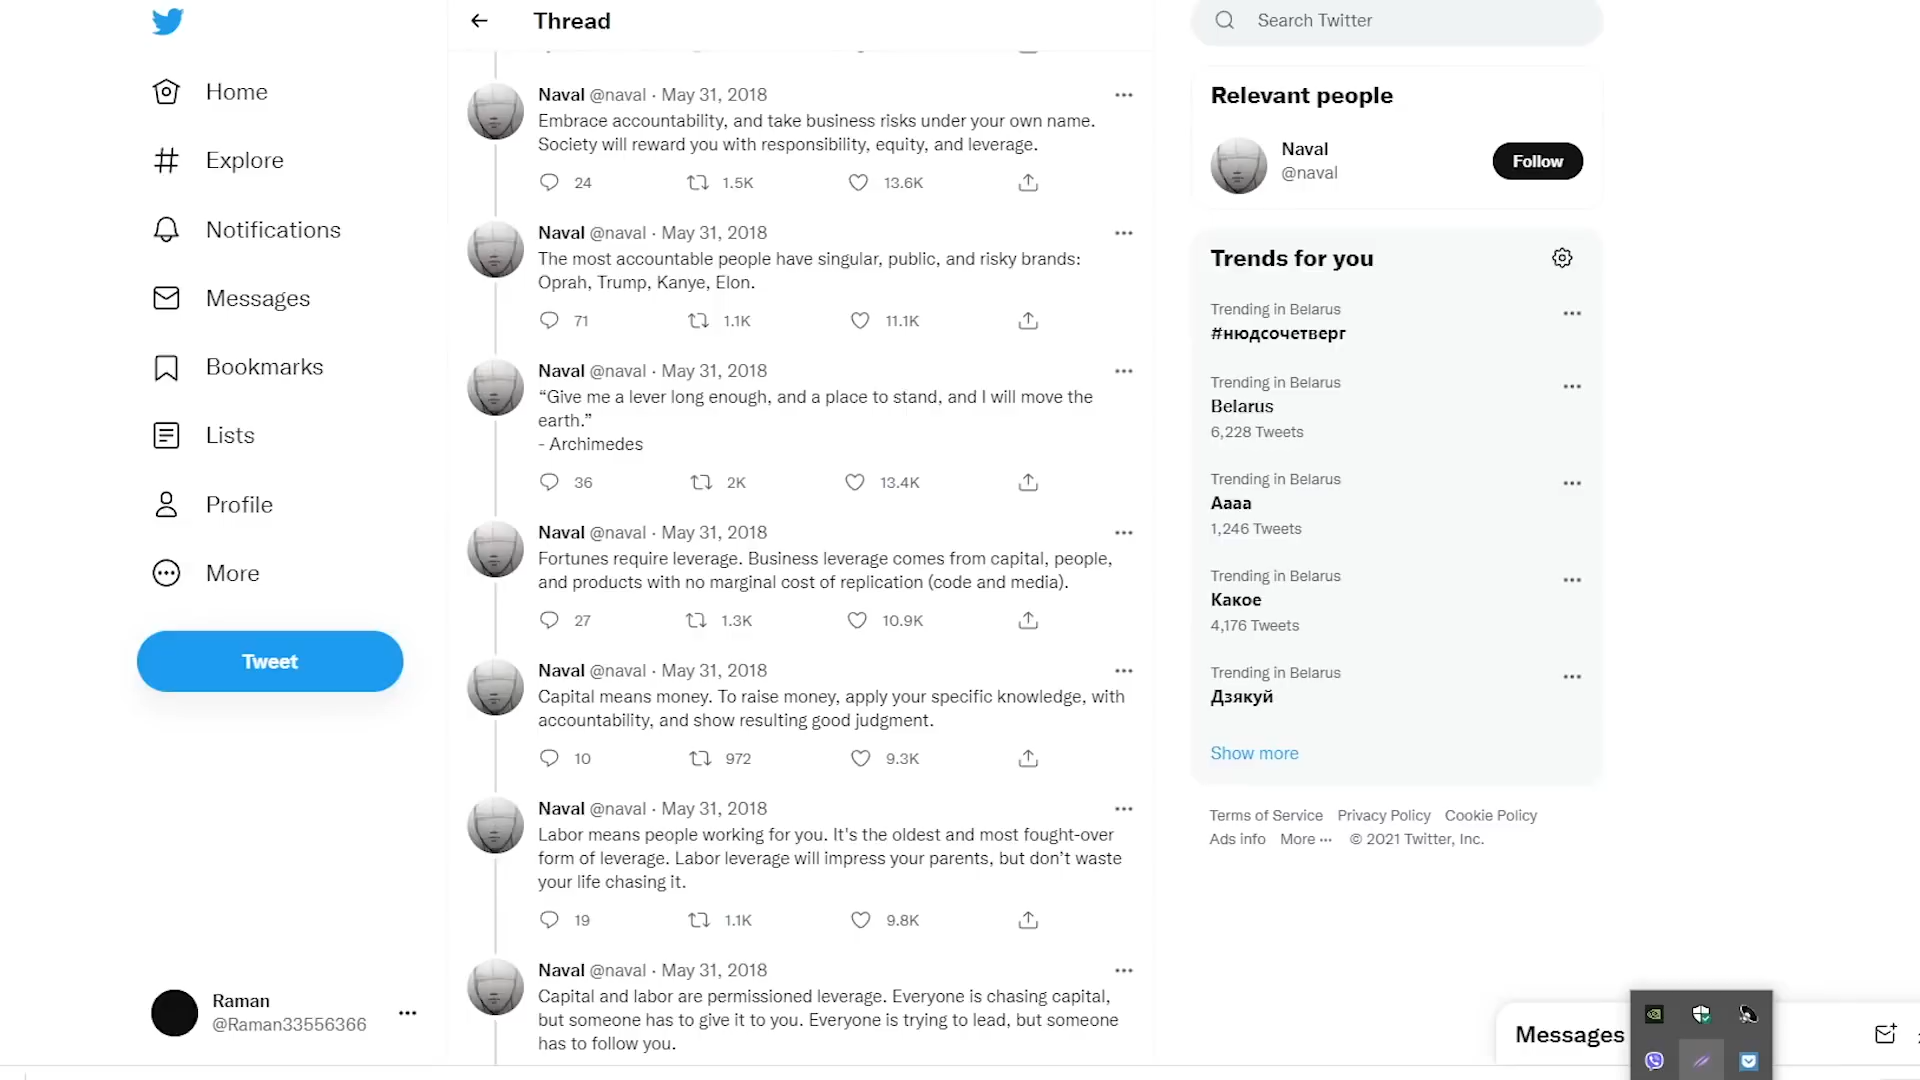 Home
Explore
Notifications
Messages
Bookmarks
Lists
Profile
More
Tweet
Raman
@Raman33556366
Thread
Naval @naval · May 31, 2018
Embrace accountability, and take business risks under your own name.
Society will reward you with responsibility, equity, and leverage.
24 1.5K 13.6K
Naval @naval · May 31, 2018
The most accountable people have singular, public, and risky brands:
Oprah, Trump, Kanye, Elon.
71 1.1K 11.1K
Naval @naval · May 31, 2018
“Give me a lever long enough, and a place to stand, and I will move the
earth.”
- Archimedes
36 2K 13.4K
Naval @naval · May 31, 2018
Fortunes require leverage. Business leverage comes from capital, people,
and products with no marginal cost of replication (code and media).
27 1.3K 10.9K
Naval @naval · May 31, 2018
Capital means money. To raise money, apply your specific knowledge, with
accountability, and show resulting good judgment.
10 972 9.3K
Naval @naval · May 31, 2018
Labor means people working for you. It's the oldest and most fought-over
form of leverage. Labor leverage will impress your parents, but don’t waste
your life chasing it.
19 1.1K 9.8K
Naval @naval · May 31, 2018
Capital and labor are permissioned leverage. Everyone is chasing capital,
but someone has to give it to you. Everyone is trying to lead, but someone
has to follow you.
Search Twitter
Relevant people
Naval
@naval
Follow
Trends for you
Trending in Belarus
#нюдсочетверг
Trending in Belarus
Belarus
6,228 Tweets
Trending in Belarus
Аааа
1,246 Tweets
Trending in Belarus
Какое
4,176 Tweets
Trending in Belarus
Дзякуй
Show more
Terms of Service Privacy Policy Cookie Policy
Ads info More ··· © 2021 Twitter, Inc.
Messages